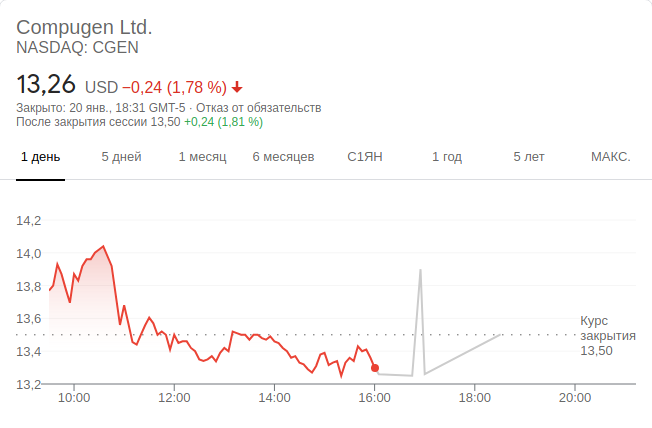 Compugen Ltd.
NASDAQ: CGEN
13,26 USD −0,24 (1,78 %)
Закрыто: 20 янв., 18:31 GMT-5 · Отказ от обязательств
После закрытия сессии 13,50 +0,24 (1,81 %)
1 день 5 дней 1 месяц 6 месяцев С1ЯН 1 год 5 лет МАКС.
14,2
14,0
13,8
13,6
13,4
13,2
Курс
закрытия
13,50
10:00 12:00 14:00 16:00 18:00 20:00